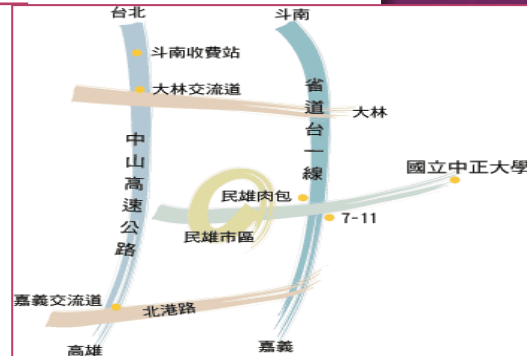 台北
斗南
斗南收費站
大林交流道
大林
中山高速公路
省道台一線
國立中正大學
民雄肉包
7-11
民雄市區
嘉義交流道
北港路
高雄
嘉義